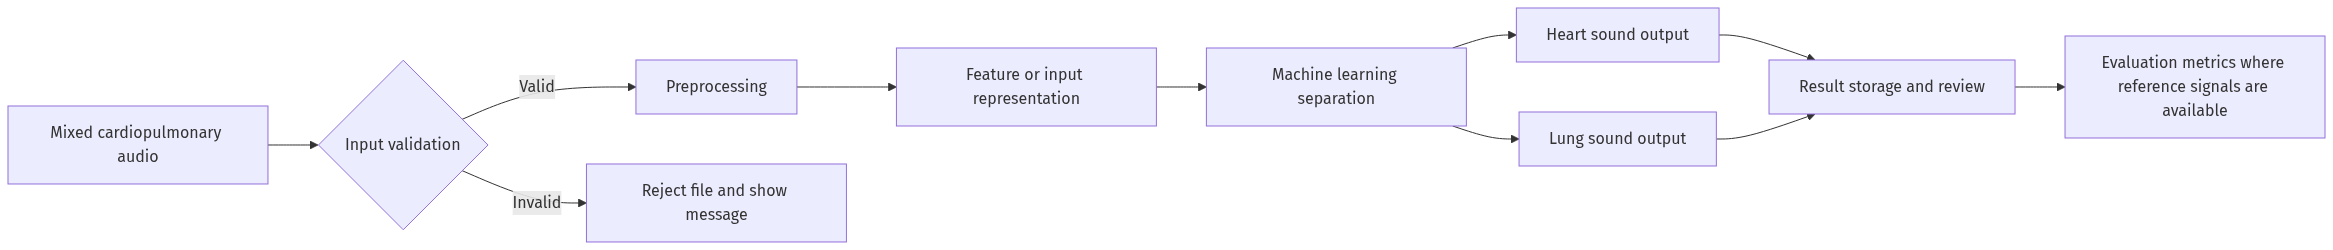 Mixed cardiopulmonary
audio
Input validation
Valid
Invalid
Preprocessing
Reject file and show
message
Feature or input
representation
Machine learning
separation
Heart sound output
Lung sound output
Result storage and review
Evaluation metrics where
reference signals are
available